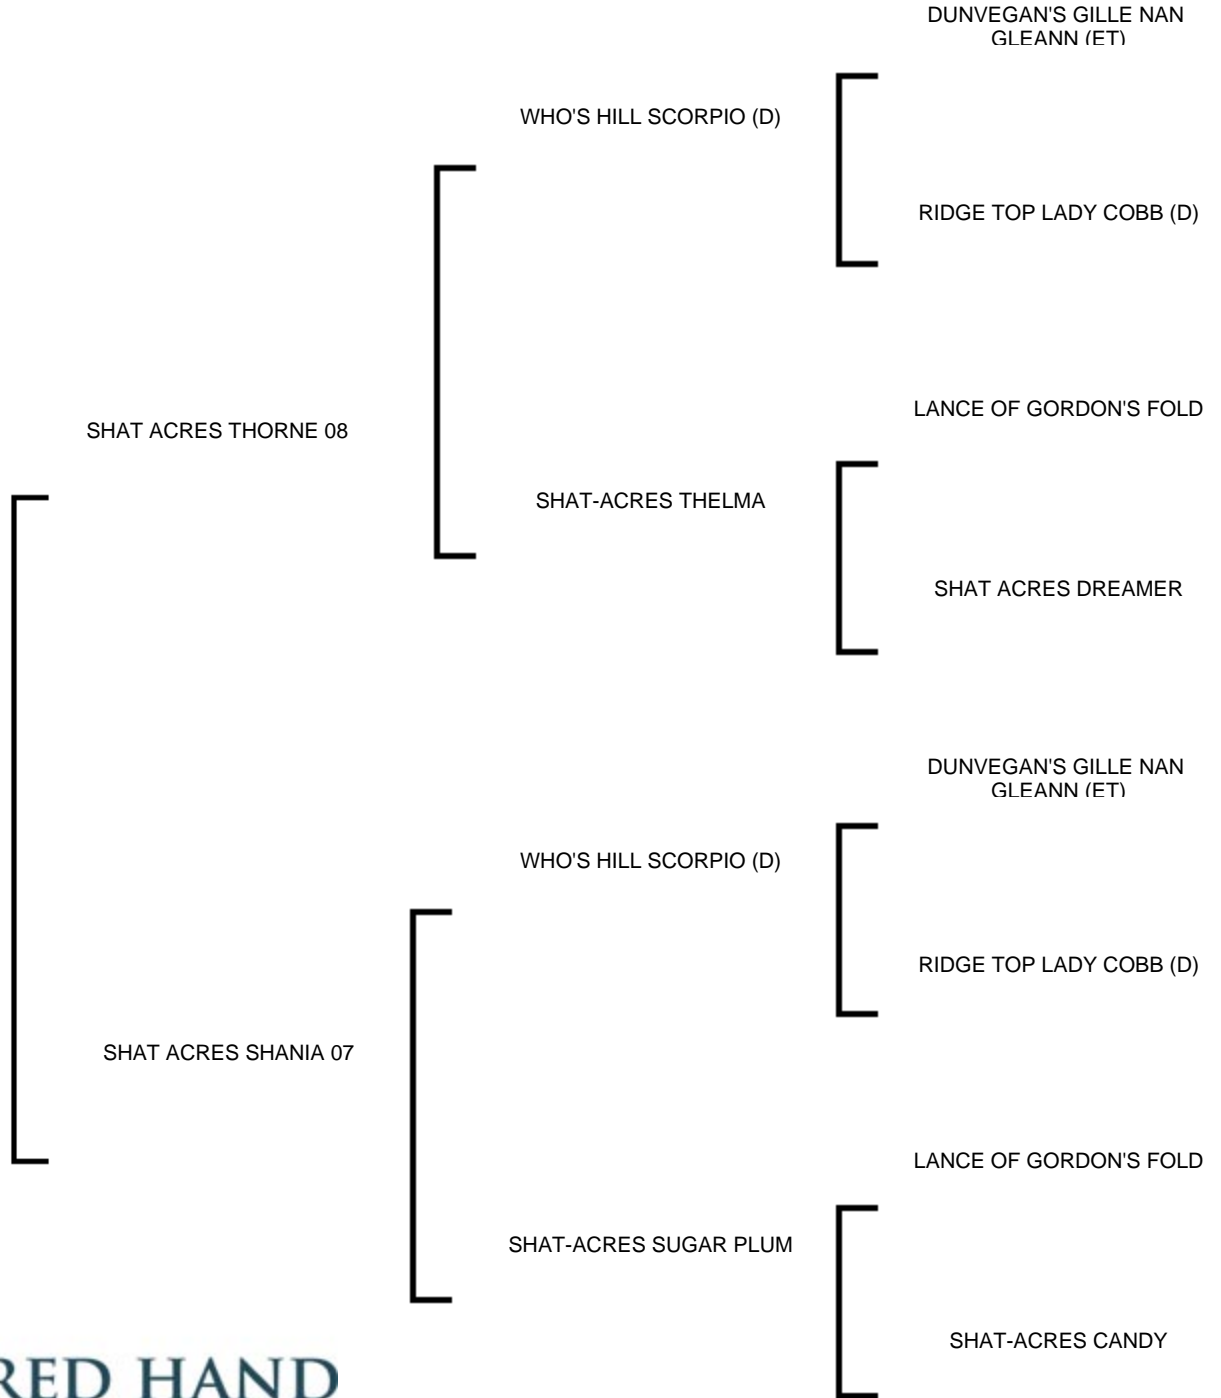 DUNVEGAN'S GILLE NAN
GLEANN (ET)
WHO'S HILL SCORPIO (D)
RIDGE TOP LADY COBB (D)
LANCE OF GORDON'S FOLD
SHAT ACRES THORNE 08
SHAT-ACRES THELMA
SHAT ACRES DREAMER
DUNVEGAN'S GILLE NAN
GLEANN (ET)
WHO'S HILL SCORPIO (D)
RIDGE TOP LADY COBB (D)
SHAT ACRES SHANIA 07
LANCE OF GORDON'S FOLD
SHAT-ACRES SUGAR PLUM
SHAT-ACRES CANDY
RED HAND